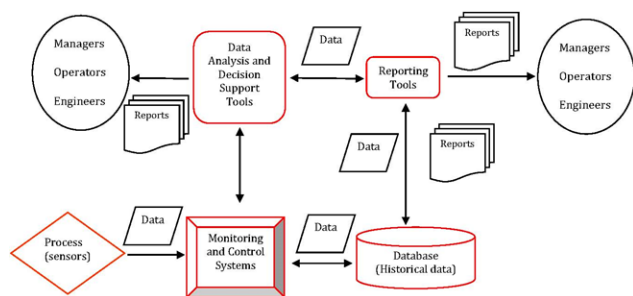 Managers
Operators
Engineers
Reports
Data
Analysis and
Decision
Support
Tools
Data
Reporting
Tools
Reports
Managers
Operators
Engineers
Data
Reports
Process
(sensors)
Data
Monitoring
and Control
Systems
Data
Database
(Historical data)